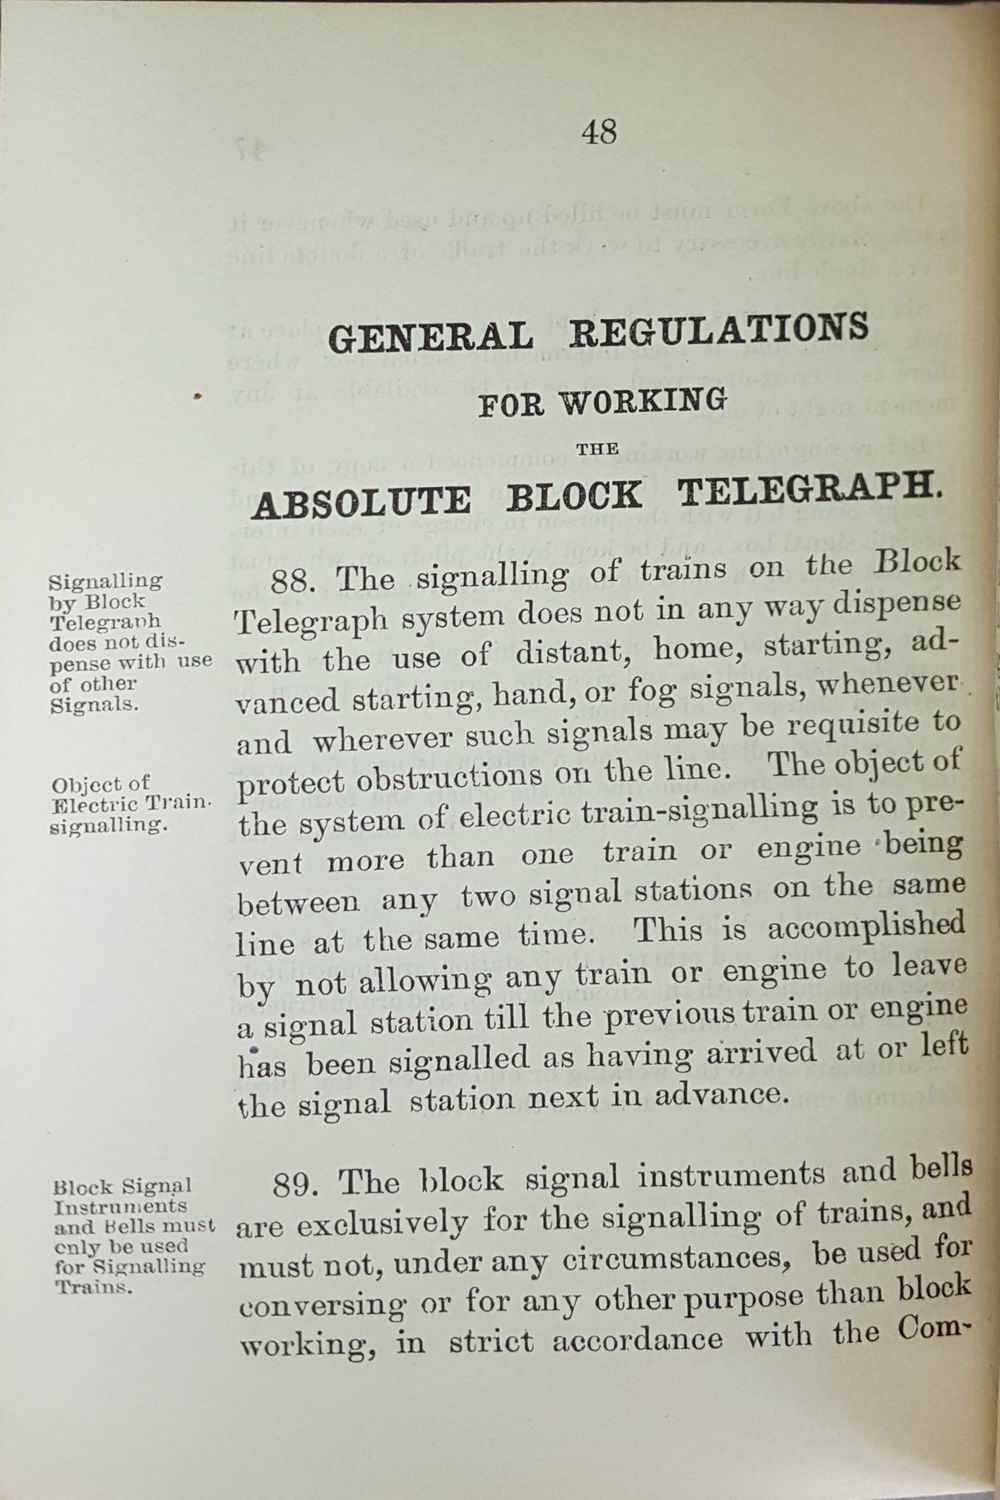 48
GENERAL REGULATIONS
FOR WORKING
THE
ABSOLUTE BLOCK TELEGRAPH.
Signalling
by Block
Telegraph
does not dis-
pense with use
of other
Signals.
88. The signalling of trains on the Block
Telegraph system does not in any way dispense
with the use of distant, home, starting, ad-
vanced starting, hand, or fog signals, whenever
and wherever such signals may be requisite to
Object of
Electric Train-
signalling.
protect obstructions on the line. The object of
the system of electric train-signalling is to pre-
vent more than one train or engine being
between any two signal stations on the same
line at the same time. This is accomplished
by not allowing any train or engine to leave
a signal station till the previous train or engine
has been signalled as having arrived at or left
the signal station next in advance.
Block Signal
Instruments
and Bells must
only be used
for Signalling
Trains.
89. The block signal instruments and bells
are exclusively for the signalling of trains, and
must not, under any circumstances, be used for
conversing or for any other purpose than block
working, in strict accordance with the Com-